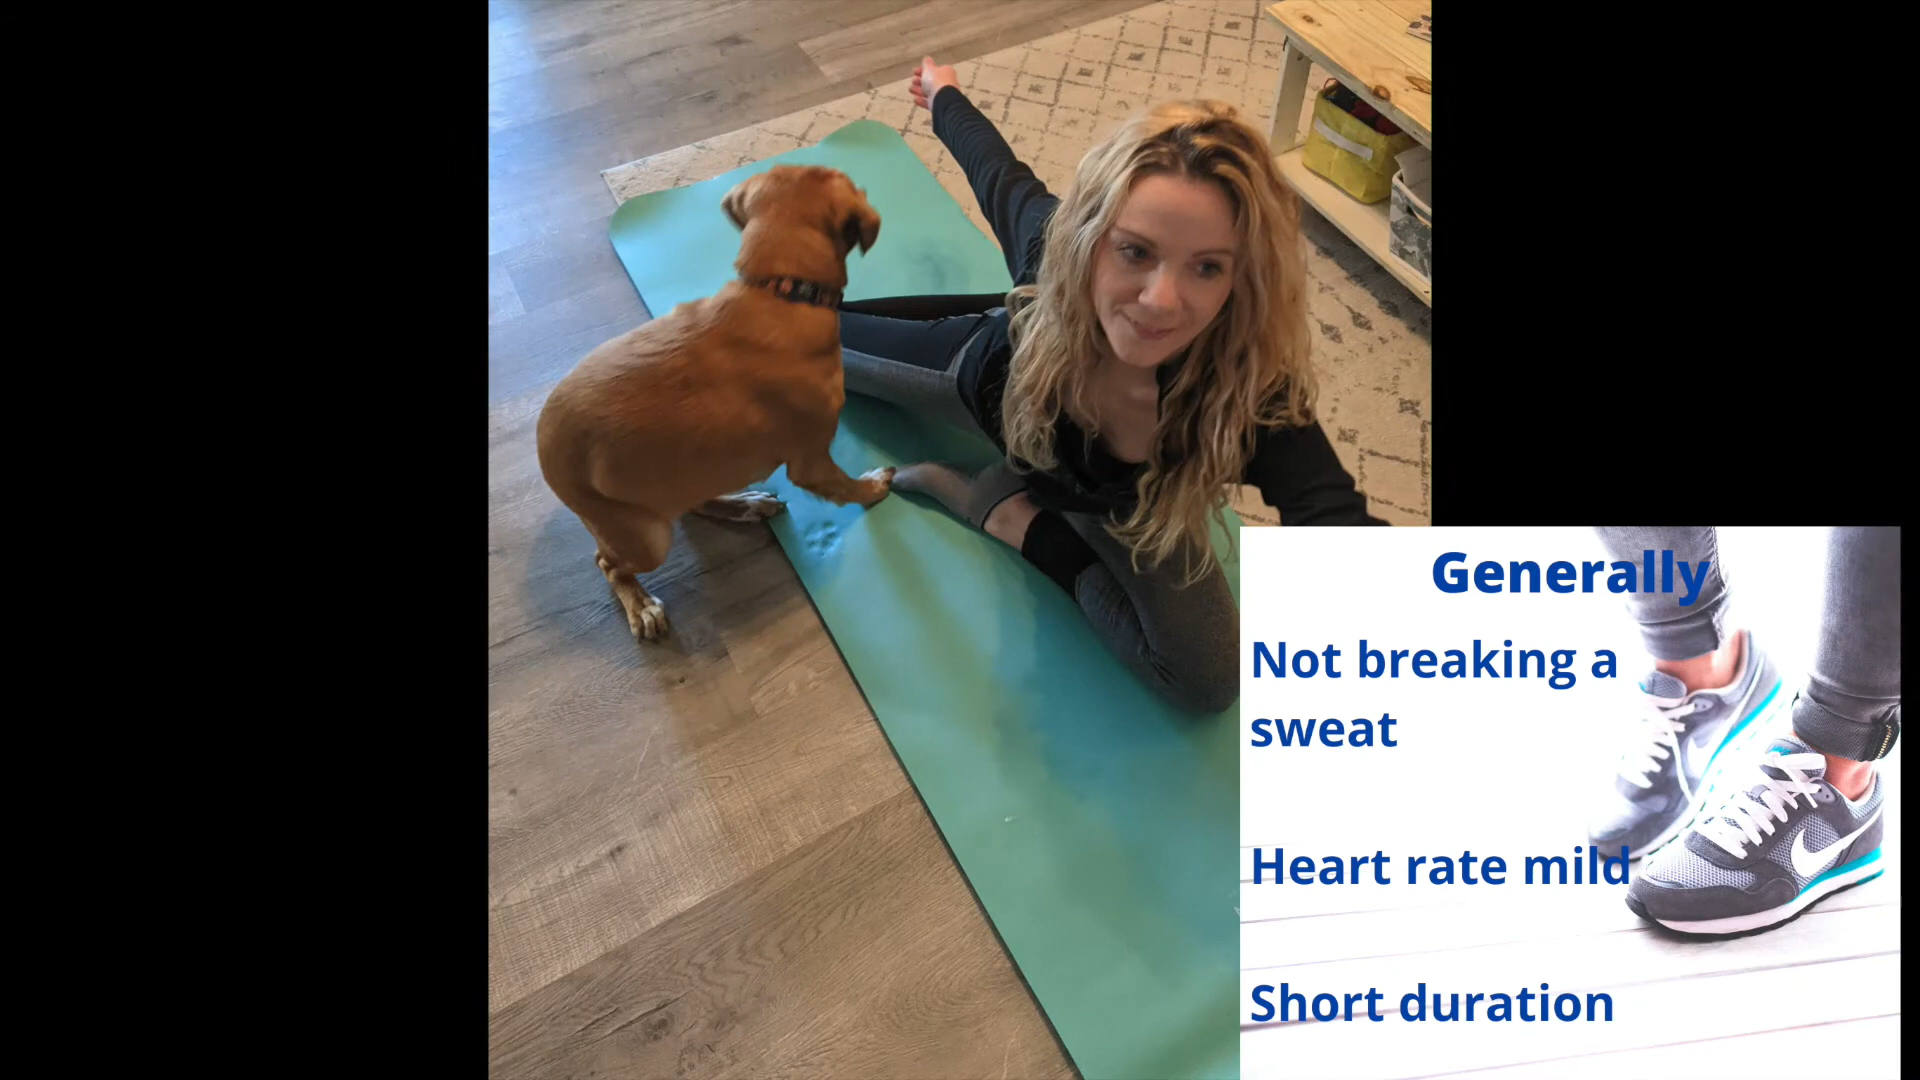 Generally
Not breaking a
sweat
Heart rate mild
Short duration